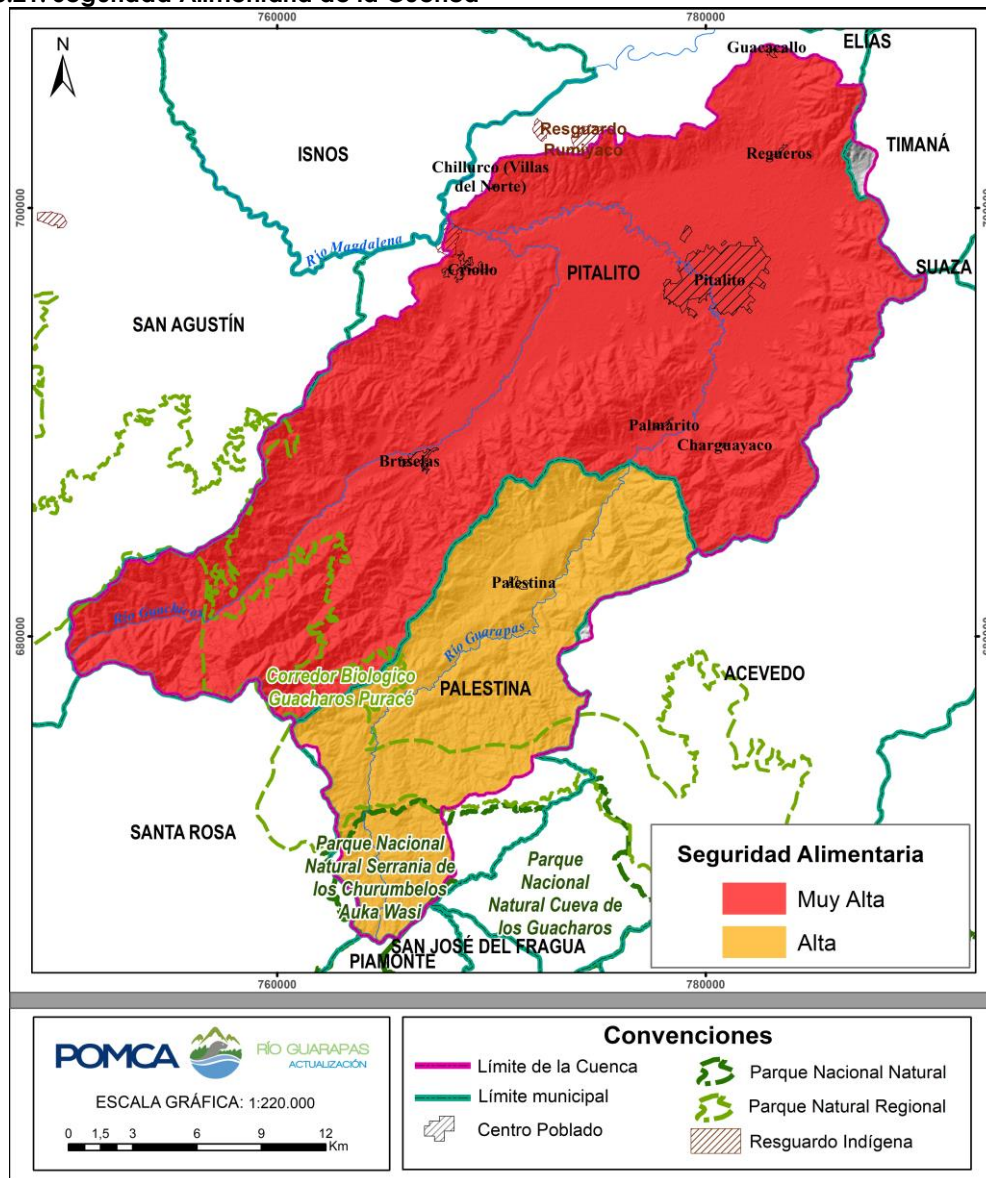 Seguridad Alimentaria de la Cuenca
760000
780000
N
ELIAS
Guacacallo
TIMANÁ
ISNOS
Resguardo
Rumiyaco
Regueros
Chillurco (Villas
del Norte)
700000
700000
Río Magdalena
SUAZA
Criollo
PITALITO
Pitalito
SAN AGUSTÍN
Palmarito
Charguayaco
Bruselas
Palestina
Río Guachicos
Río Guarapas
680000
680000
ACEVEDO
Corredor Biologico
Guacharos Puracé
PALESTINA
SANTA ROSA
Parque Nacional
Natural Serrania de
los Churumbelos
Auka Wasi
Parque
Nacional
Natural Cueva de
los Guacharos
SAN JOSÉ DEL FRAGUA
PIAMONTE
Seguridad Alimentaria
Muy Alta
Alta
760000
780000
POMCA
RÍO GUARAPAS
ACTUALIZACIÓN
ESCALA GRÁFICA: 1:220.000
0 1,5 3 6 9 12
Km
Convenciones
Límite de la Cuenca
Límite municipal
Centro Poblado
Parque Nacional Natural
Parque Natural Regional
Resguardo Indígena